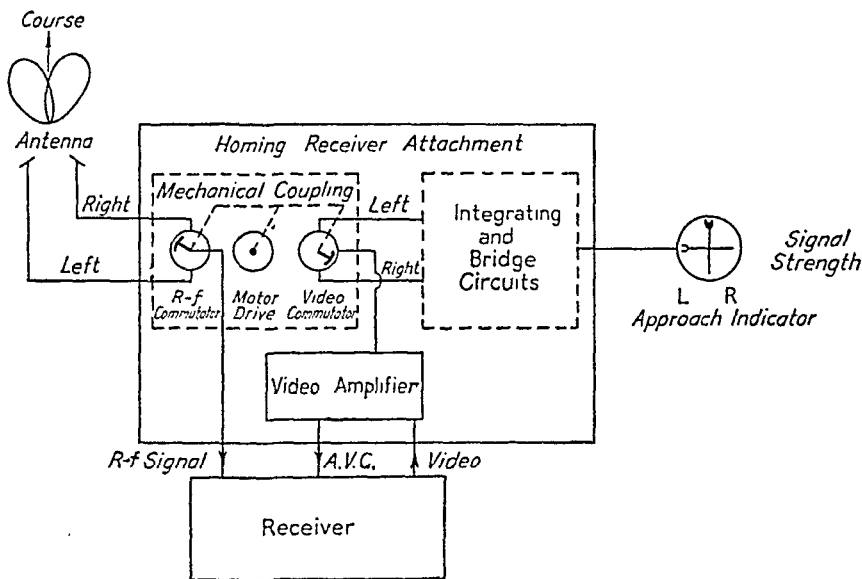 Course
Antenna
Homing Receiver Attachment
Mechanical Coupling
Right
Left
Left
Right
R-f
Commutator
Motor
Drive
Video
Commutator
Integrating
and
Bridge
Circuits
Signal
Strength
L R
Approach Indicator
Video Amplifier
R-f Signal
A.V.C.
Video
Receiver